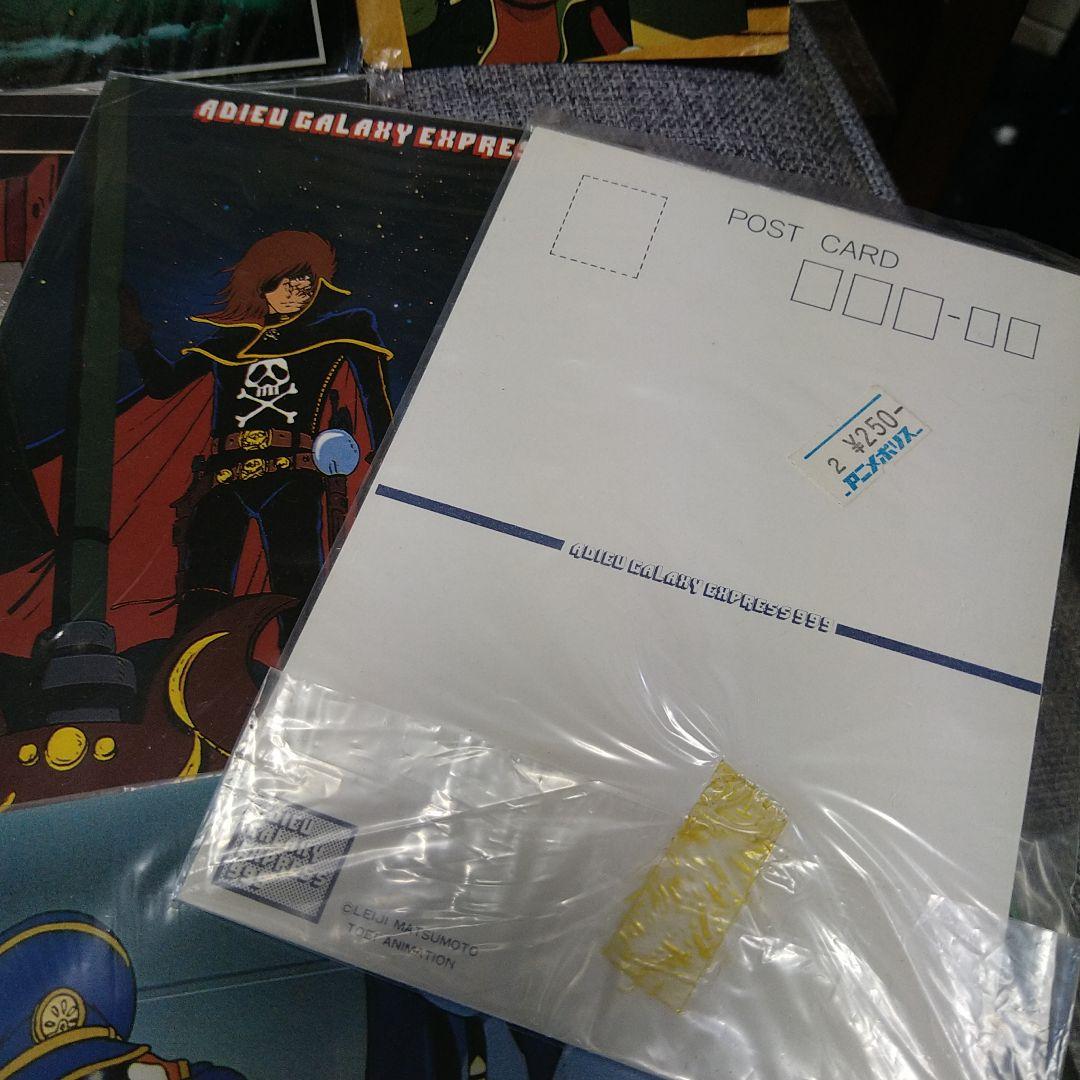 ADIEU GALAXY EXPRES
POST CARD
2 ¥250-
アニメポリス
ADIEU GALAXY EXPRESS 999
©LEIJI MATSUMOTO
TOEI ANIMATION